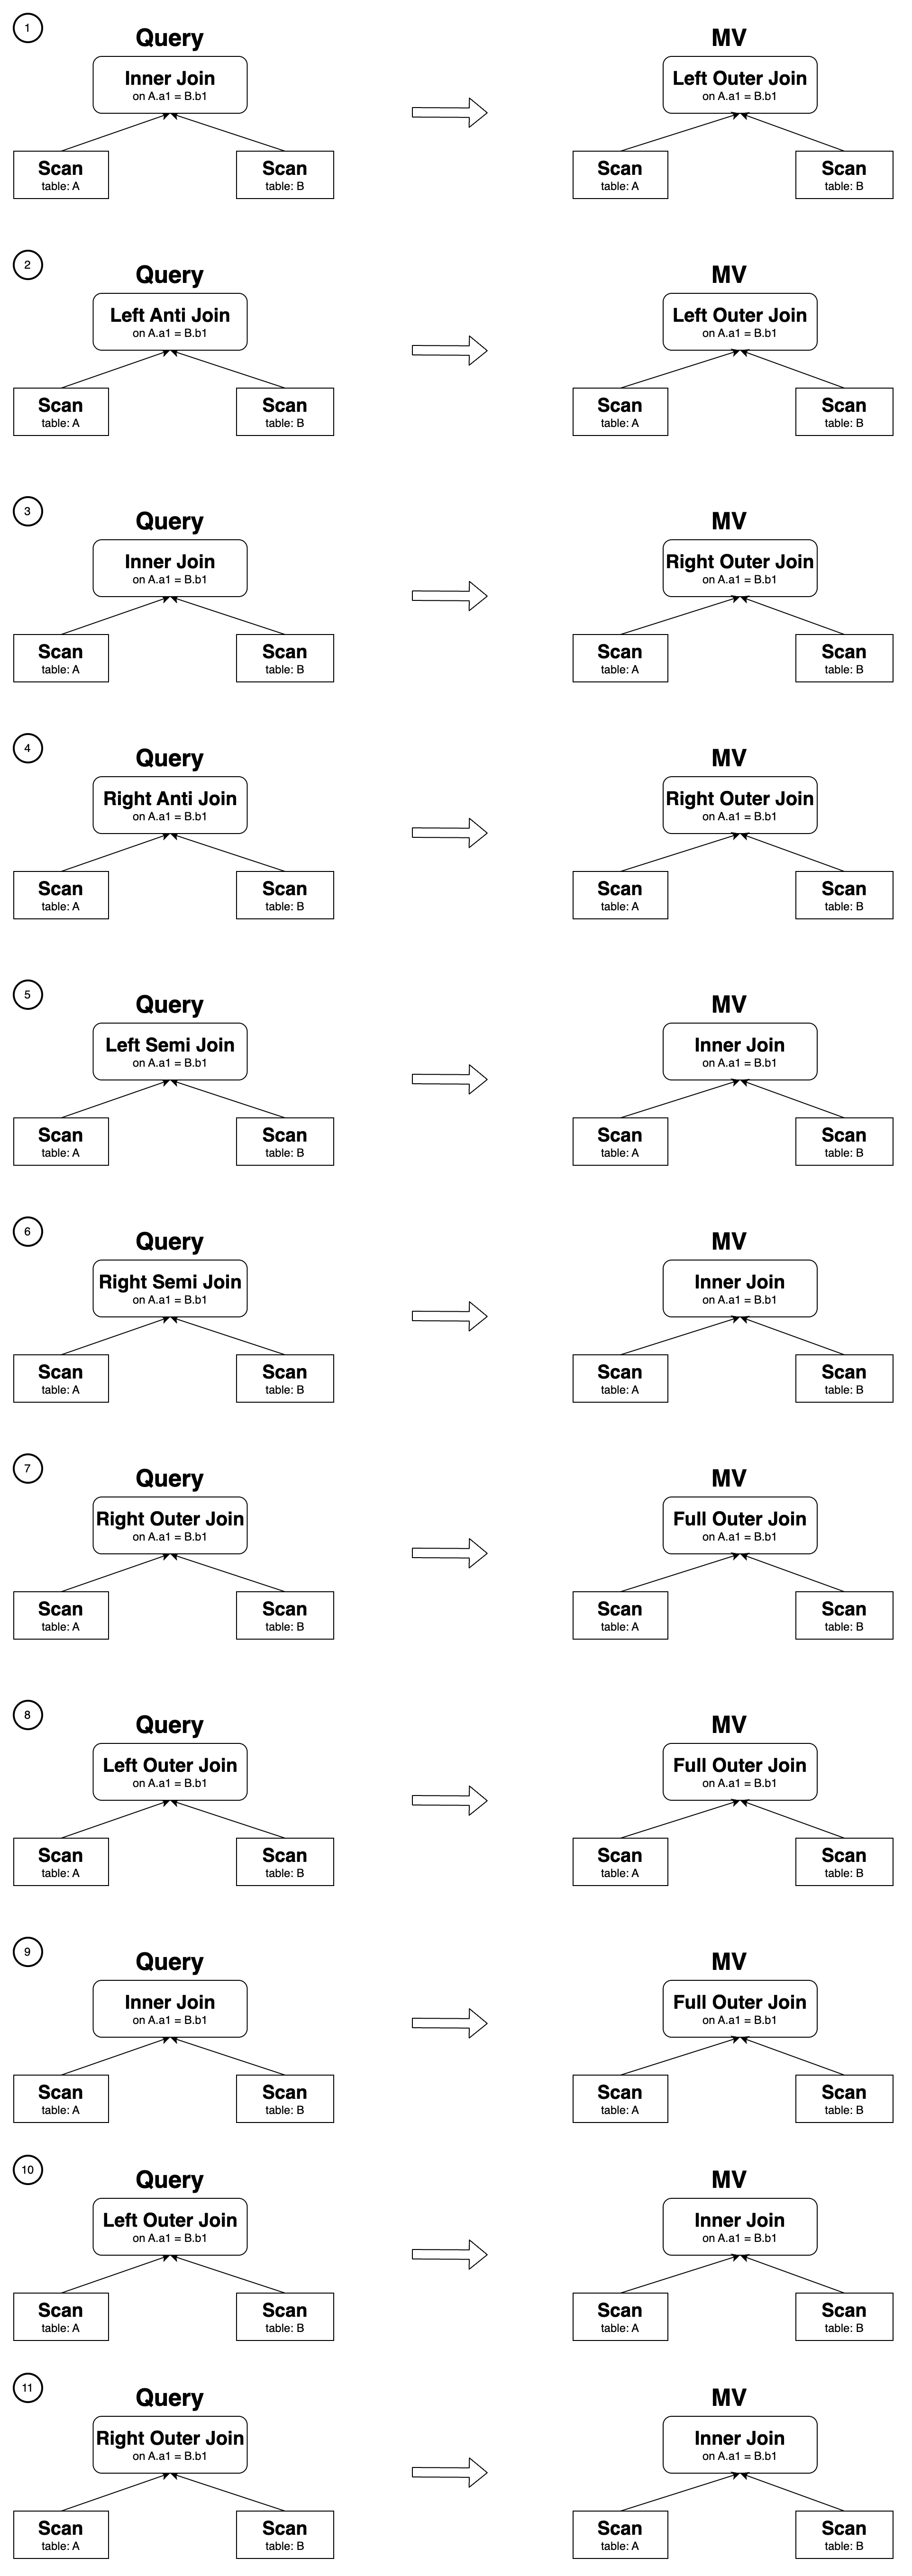 1
Query
MV
Inner Join
on A.a1 = B.b1
Left Outer Join
on A.a1 = B.b1
Scan
table: A
Scan
table: B
Scan
table: A
Scan
table: B
2
Query
MV
Left Anti Join
on A.a1 = B.b1
Left Outer Join
on A.a1 = B.b1
Scan
table: A
Scan
table: B
Scan
table: A
Scan
table: B
3
Query
MV
Inner Join
on A.a1 = B.b1
Right Outer Join
on A.a1 = B.b1
Scan
table: A
Scan
table: B
Scan
table: A
Scan
table: B
4
Query
MV
Right Anti Join
on A.a1 = B.b1
Right Outer Join
on A.a1 = B.b1
Scan
table: A
Scan
table: B
Scan
table: A
Scan
table: B
5
Query
MV
Left Semi Join
on A.a1 = B.b1
Inner Join
on A.a1 = B.b1
Scan
table: A
Scan
table: B
Scan
table: A
Scan
table: B
6
Query
MV
Right Semi Join
on A.a1 = B.b1
Inner Join
on A.a1 = B.b1
Scan
table: A
Scan
table: B
Scan
table: A
Scan
table: B
7
Query
MV
Right Outer Join
on A.a1 = B.b1
Full Outer Join
on A.a1 = B.b1
Scan
table: A
Scan
table: B
Scan
table: A
Scan
table: B
8
Query
MV
Left Outer Join
on A.a1 = B.b1
Full Outer Join
on A.a1 = B.b1
Scan
table: A
Scan
table: B
Scan
table: A
Scan
table: B
9
Query
MV
Inner Join
on A.a1 = B.b1
Full Outer Join
on A.a1 = B.b1
Scan
table: A
Scan
table: B
Scan
table: A
Scan
table: B
10
Query
MV
Left Outer Join
on A.a1 = B.b1
Inner Join
on A.a1 = B.b1
Scan
table: A
Scan
table: B
Scan
table: A
Scan
table: B
11
Query
MV
Right Outer Join
on A.a1 = B.b1
Inner Join
on A.a1 = B.b1
Scan
table: A
Scan
table: B
Scan
table: A
Scan
table: B